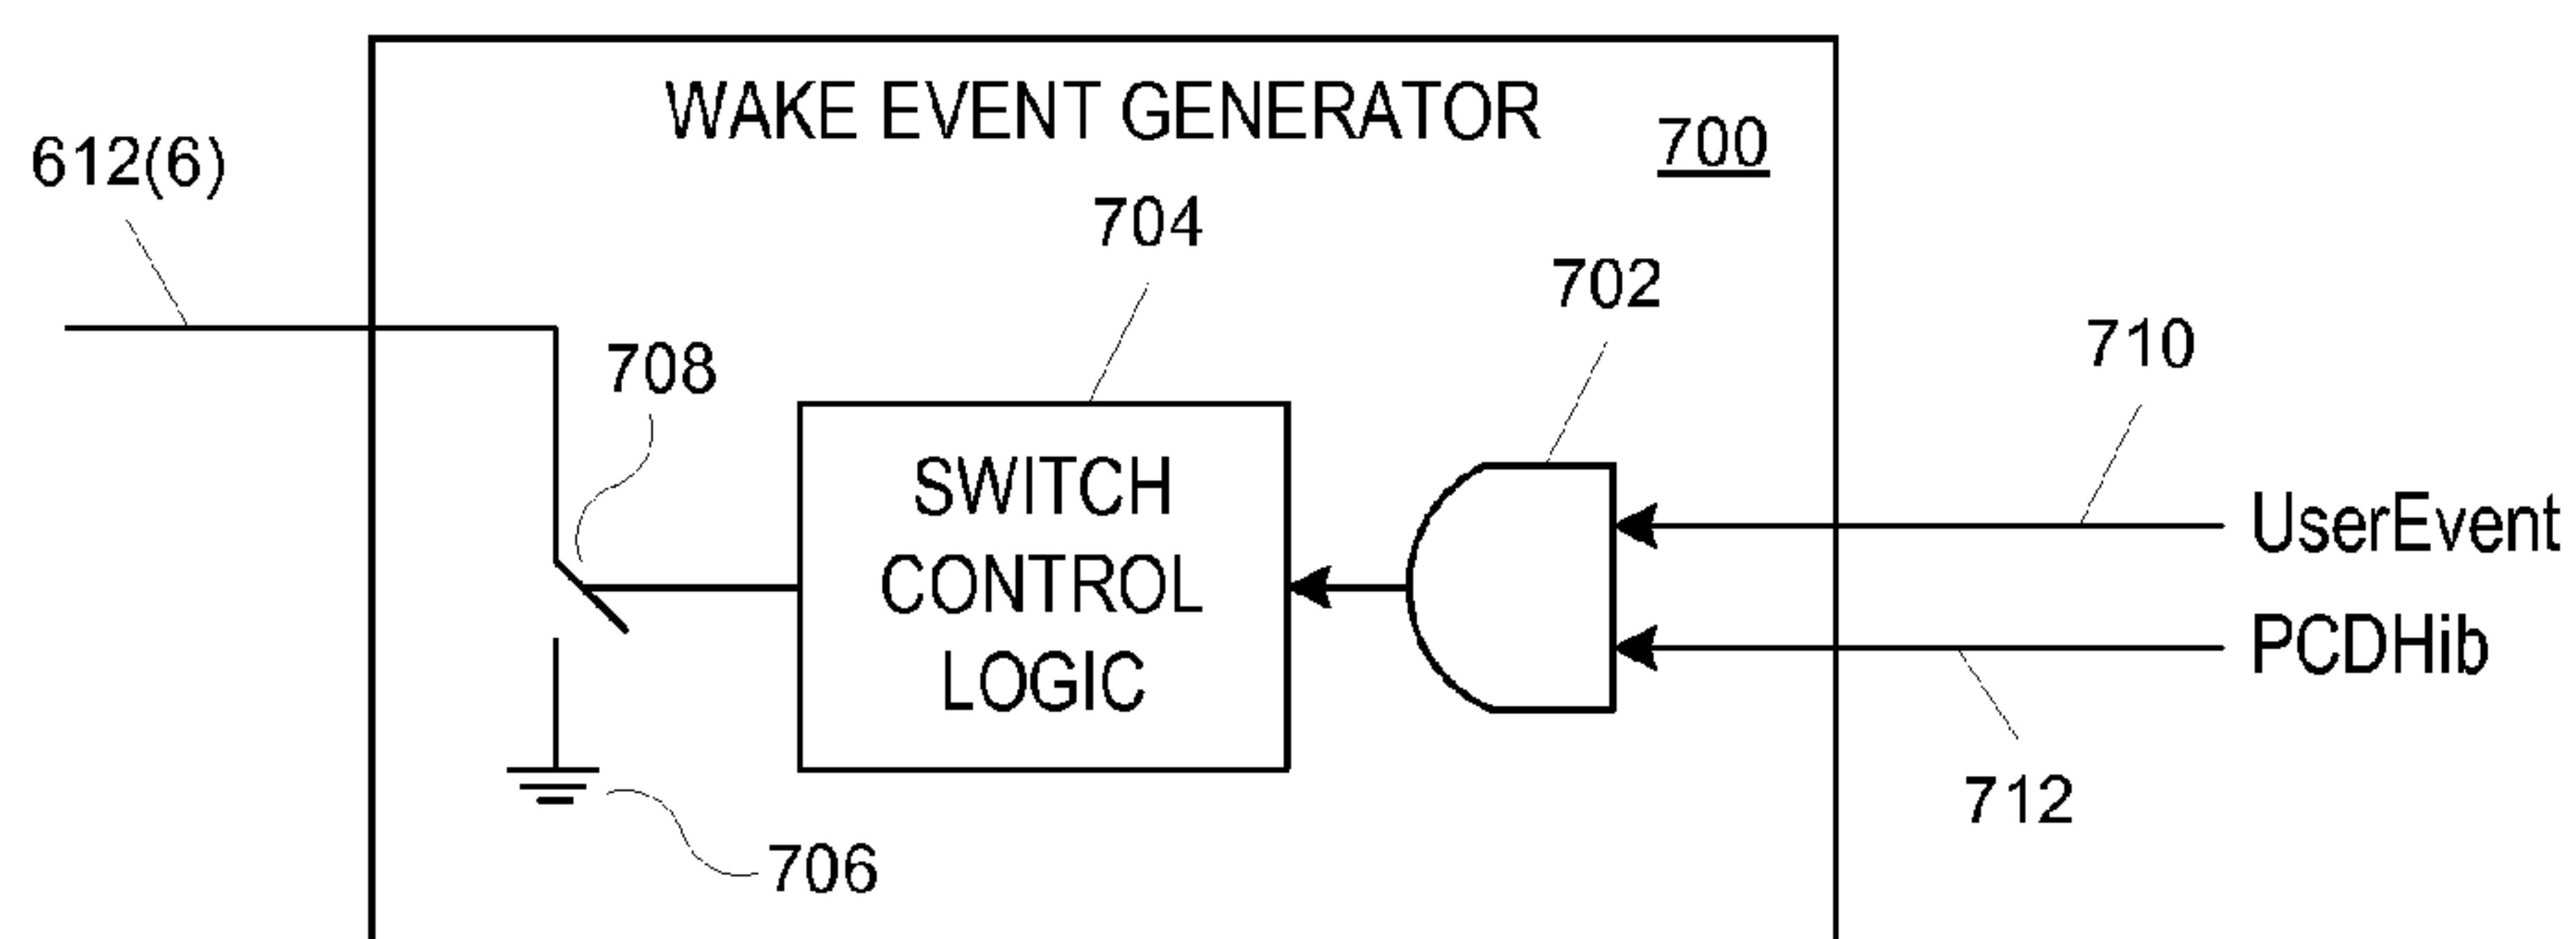 WAKE EVENT GENERATOR
700
612(6)
704
702
710
708
SWITCH
CONTROL
LOGIC
UserEvent
PCDHib
712
706